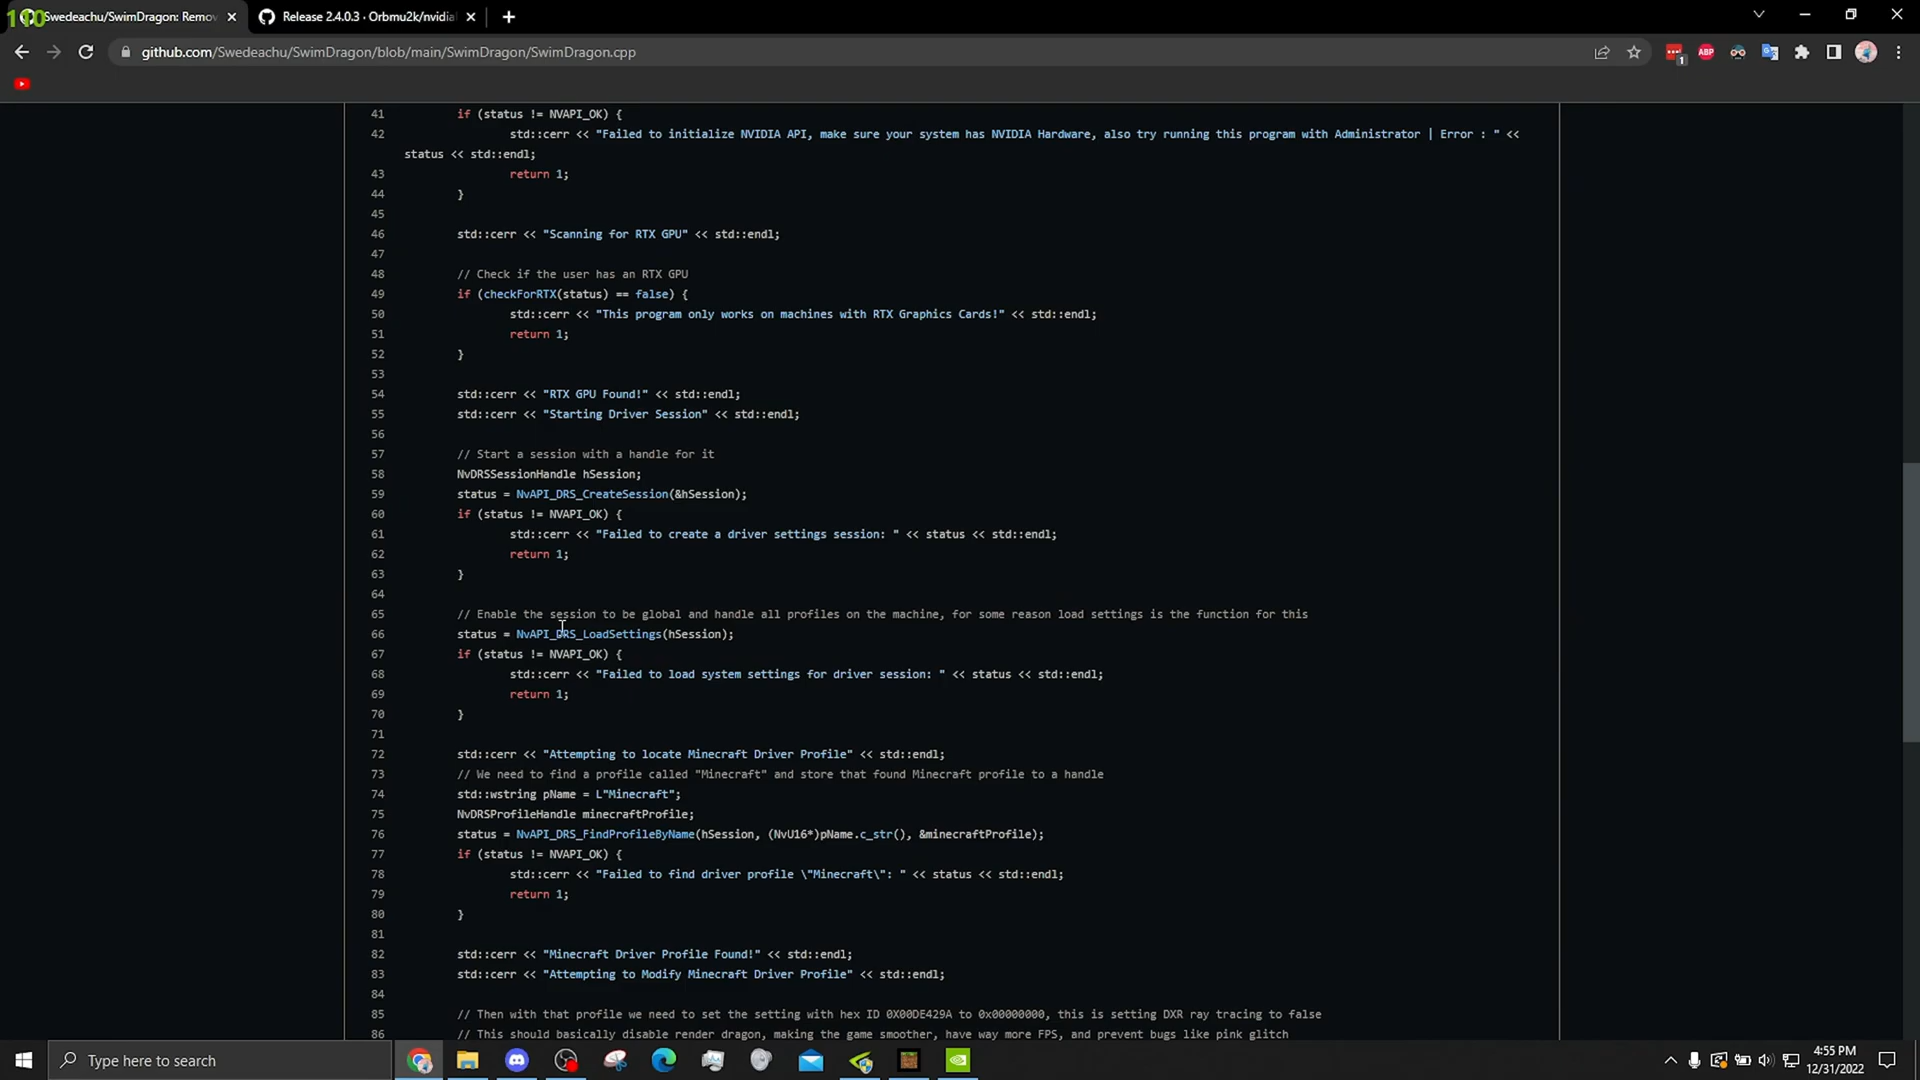 110
Swedeachu/SwimDragon: Remov
Release 2.4.0.3 · Orbmu2k/nvidial
github.com/Swedeachu/SwimDragon/blob/main/SwimDragon/SwimDragon.cpp
1
ABP
41 if (status != NVAPI_OK) {
42 std::cerr << "Failed to initialize NVIDIA API, make sure your system has NVIDIA Hardware, also try running this program with Administrator | Error : " <<
status << std::endl;
43 return 1;
44 }
45
46 std::cerr << "Scanning for RTX GPU" << std::endl;
47
48 // Check if the user has an RTX GPU
49 if (checkForRTX(status) == false) {
50 std::cerr << "This program only works on machines with RTX Graphics Cards!" << std::endl;
51 return 1;
52 }
53
54 std::cerr << "RTX GPU Found!" << std::endl;
55 std::cerr << "Starting Driver Session" << std::endl;
56
57 // Start a session with a handle for it
58 NvDRSSessionHandle hSession;
59 status = NvAPI_DRS_CreateSession(&hSession);
60 if (status != NVAPI_OK) {
61 std::cerr << "Failed to create a driver settings session: " << status << std::endl;
62 return 1;
63 }
64
65 // Enable the session to be global and handle all profiles on the machine, for some reason load settings is the function for this
66 status = NvAPI_DRS_LoadSettings(hSession);
67 if (status != NVAPI_OK) {
68 std::cerr << "Failed to load system settings for driver session: " << status << std::endl;
69 return 1;
70 }
71
72 std::cerr << "Attempting to locate Minecraft Driver Profile" << std::endl;
73 // We need to find a profile called "Minecraft" and store that found Minecraft profile to a handle
74 std::wstring pName = L"Minecraft";
75 NvDRSProfileHandle minecraftProfile;
76 status = NvAPI_DRS_FindProfileByName(hSession, (NvU16*)pName.c_str(), &minecraftProfile);
77 if (status != NVAPI_OK) {
78 std::cerr << "Failed to find driver profile \"Minecraft\": " << status << std::endl;
79 return 1;
80 }
81
82 std::cerr << "Minecraft Driver Profile Found!" << std::endl;
83 std::cerr << "Attempting to Modify Minecraft Driver Profile" << std::endl;
84
85 // Then with that profile we need to set the setting with hex ID 0X00DE429A to 0x00000000, this is setting DXR ray tracing to false
86 // This should basically disable render dragon, making the game smoother, have way more FPS, and prevent bugs like pink glitch
Type here to search
4:55 PM
12/31/2022